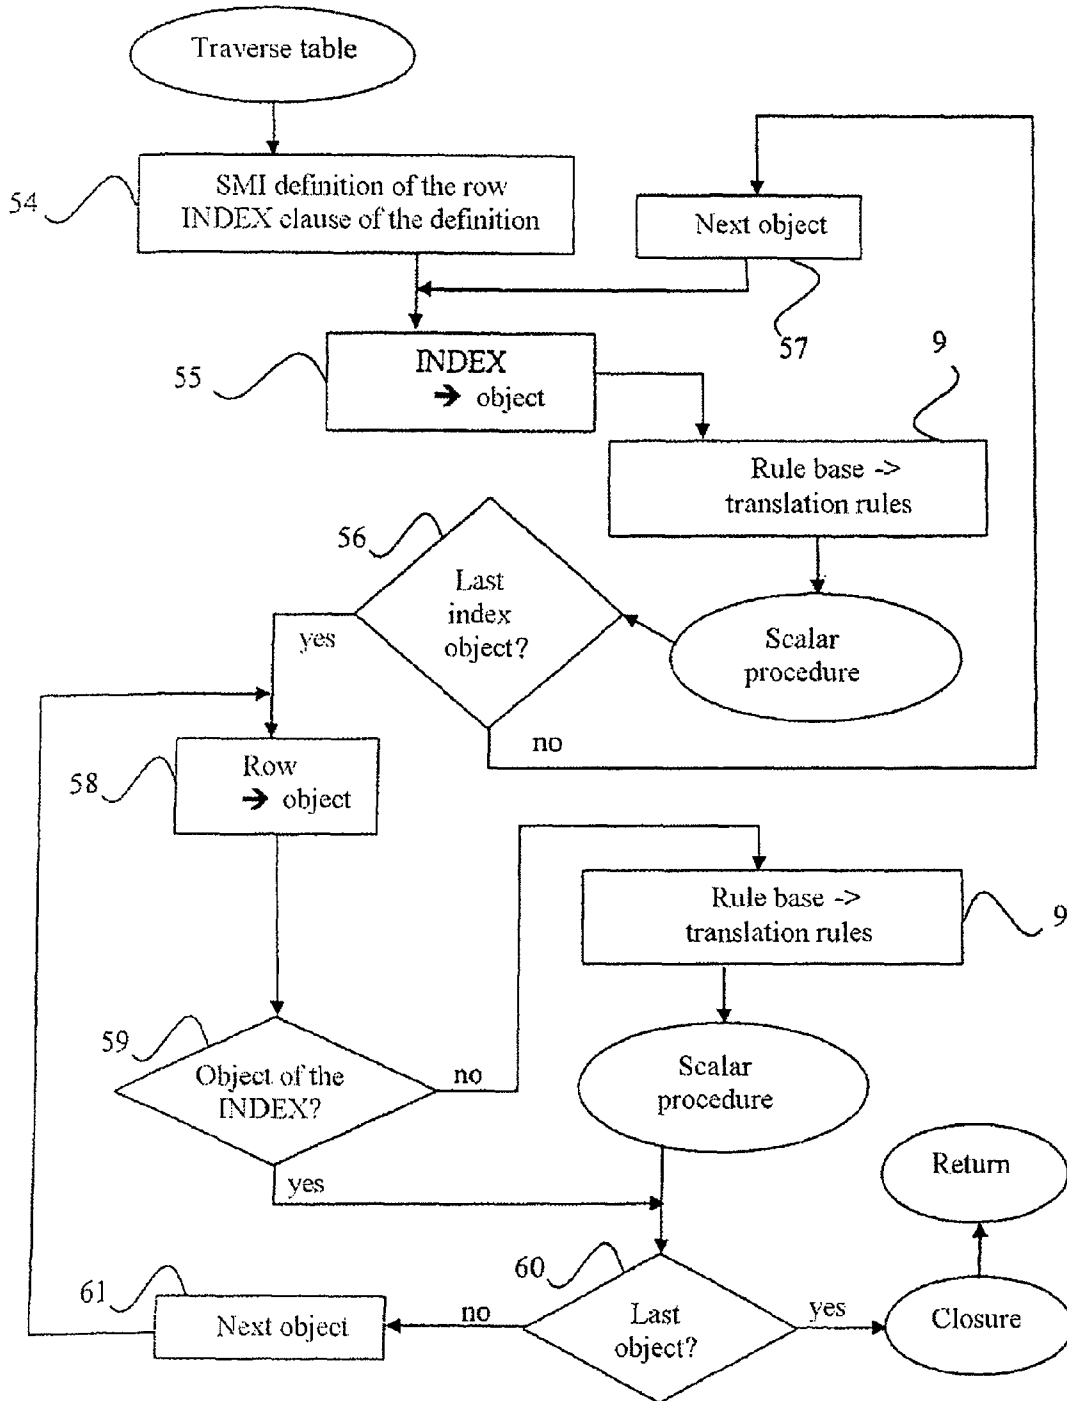 Traverse table
54
SMI definition of the row
INDEX clause of the definition
Next object
57
55
INDEX
➔ object
9
Rule base ->
translation rules
56
Last
index
object?
yes
no
Scalar
procedure
58
Row
➔ object
Rule base ->
translation rules
9
59
Object of the
INDEX?
no
yes
Scalar
procedure
Return
60
Last
object?
no
yes
Closure
61
Next object